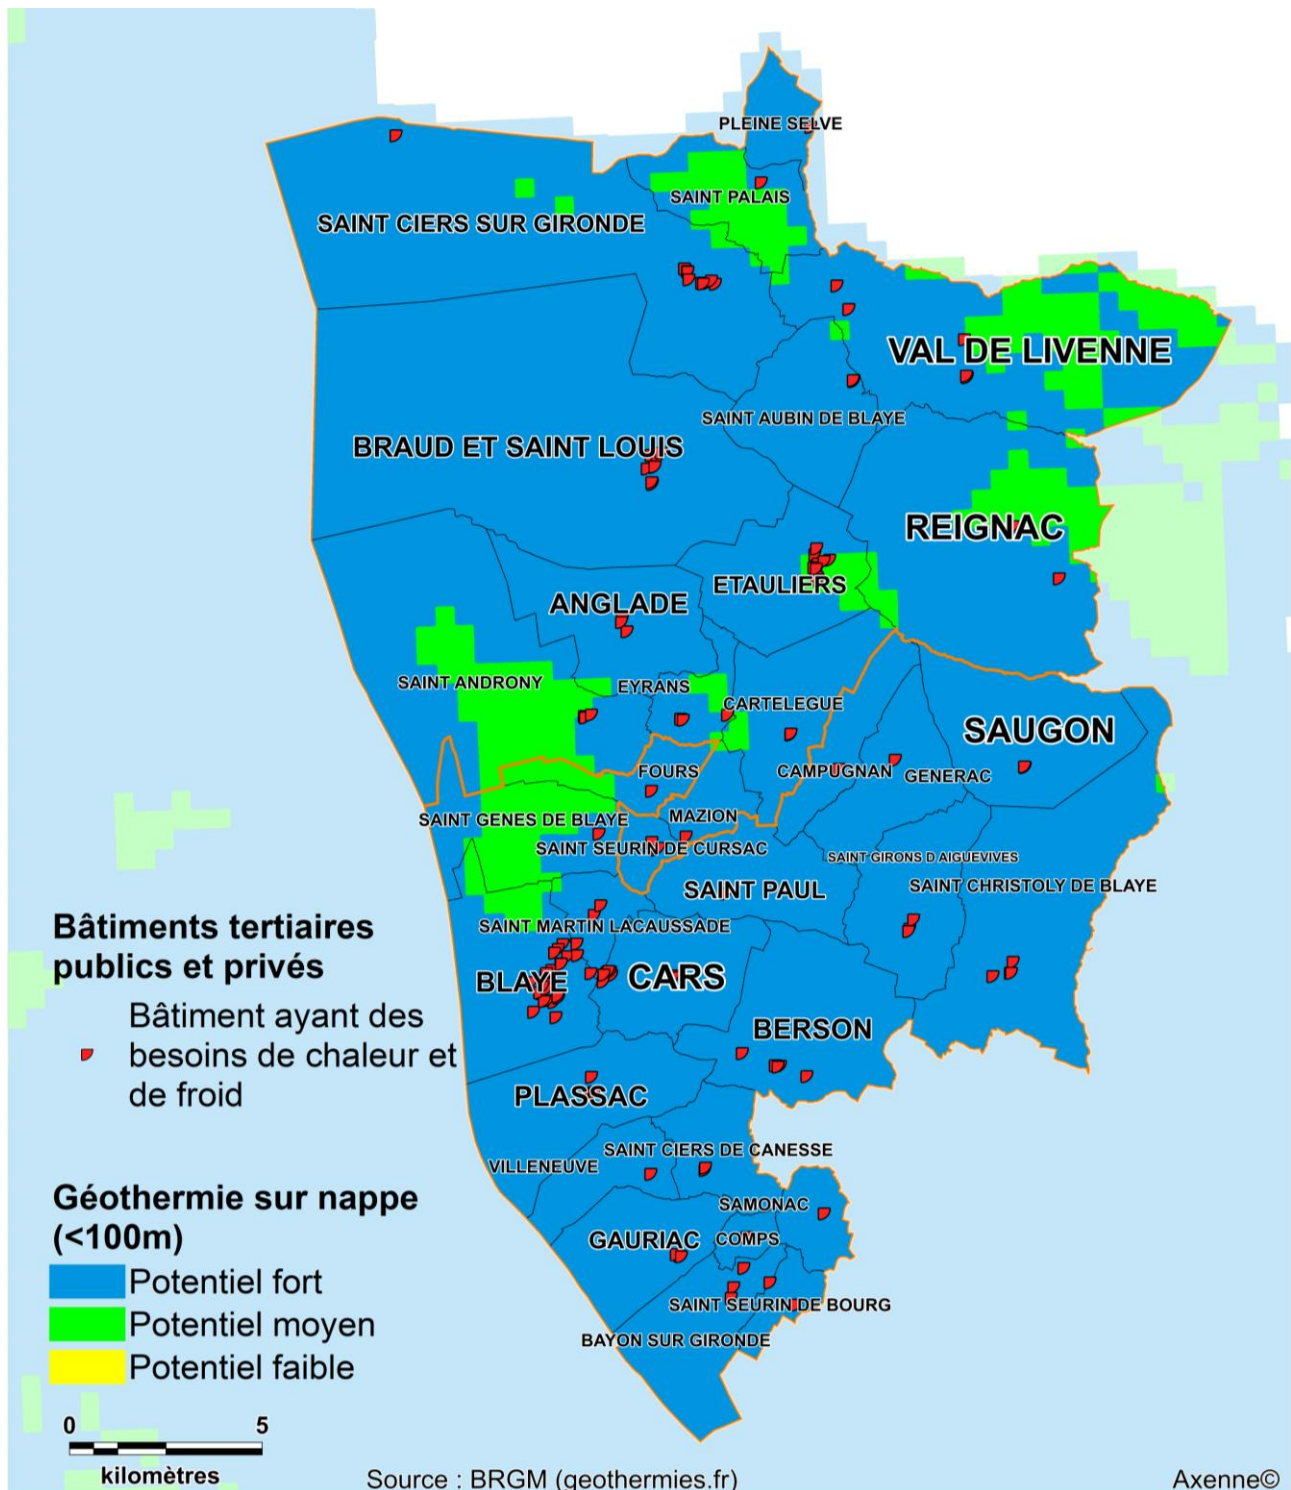 PLEINE SELVE
SAINT PALAIS
SAINT CIERS SUR GIRONDE
VAL DE LIVENNE
SAINT AUBIN DE BLAYE
BRAUD ET SAINT LOUIS
REIGNAC
ETAULIERS
ANGLADE
SAINT ANDRONY
EYRANS
CARTELEGUE
SAUGON
FOURS
CAMPUGNAN
GENERAC
MAZION
SAINT GENES DE BLAYE
SAINT SEURIN DE CURSAC
SAINT GIRONS D AIGUEVIVES
SAINT PAUL
SAINT CHRISTOLY DE BLAYE
SAINT MARTIN LACAUSSADE
BLAYE
CARS
BERSON
PLASSAC
SAINT CIERS DE CANESSE
VILLENEUVE
SAMONAC
GAURIAC
COMPS
SAINT SEURIN DE BOURG
BAYON SUR GIRONDE
Bâtiments tertiaires
publics et privés
Bâtiment ayant des
besoins de chaleur et
de froid
Géothermie sur nappe
(<100m)
Potentiel fort
Potentiel moyen
Potentiel faible
0 5
kilomètres
Source : BRGM (geothermies.fr)
Axenne©